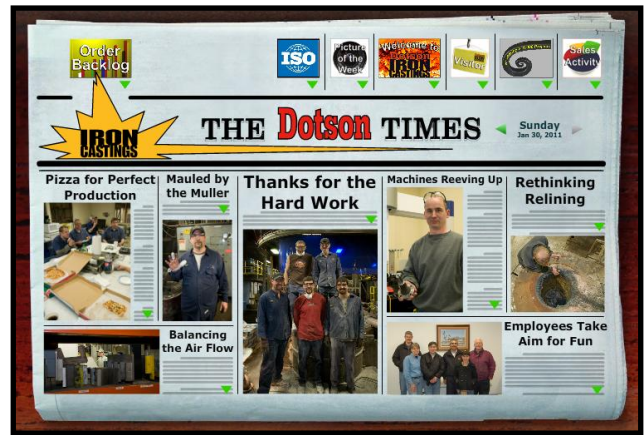 Order
Backlog
ISO
Picture
of the
Week
Welcome to
Dotson
IRON
CASTINGS
Visitor
Sales
Activity
IRON
CASTINGS
THE Dotson TIMES
Sunday
Jan 30, 2011
Pizza for Perfect
Production
Mauled by
the Muller
Thanks for the
Hard Work
Machines Reeving Up
Rethinking
Relining
Balancing
the Air Flow
Employees Take
Aim for Fun